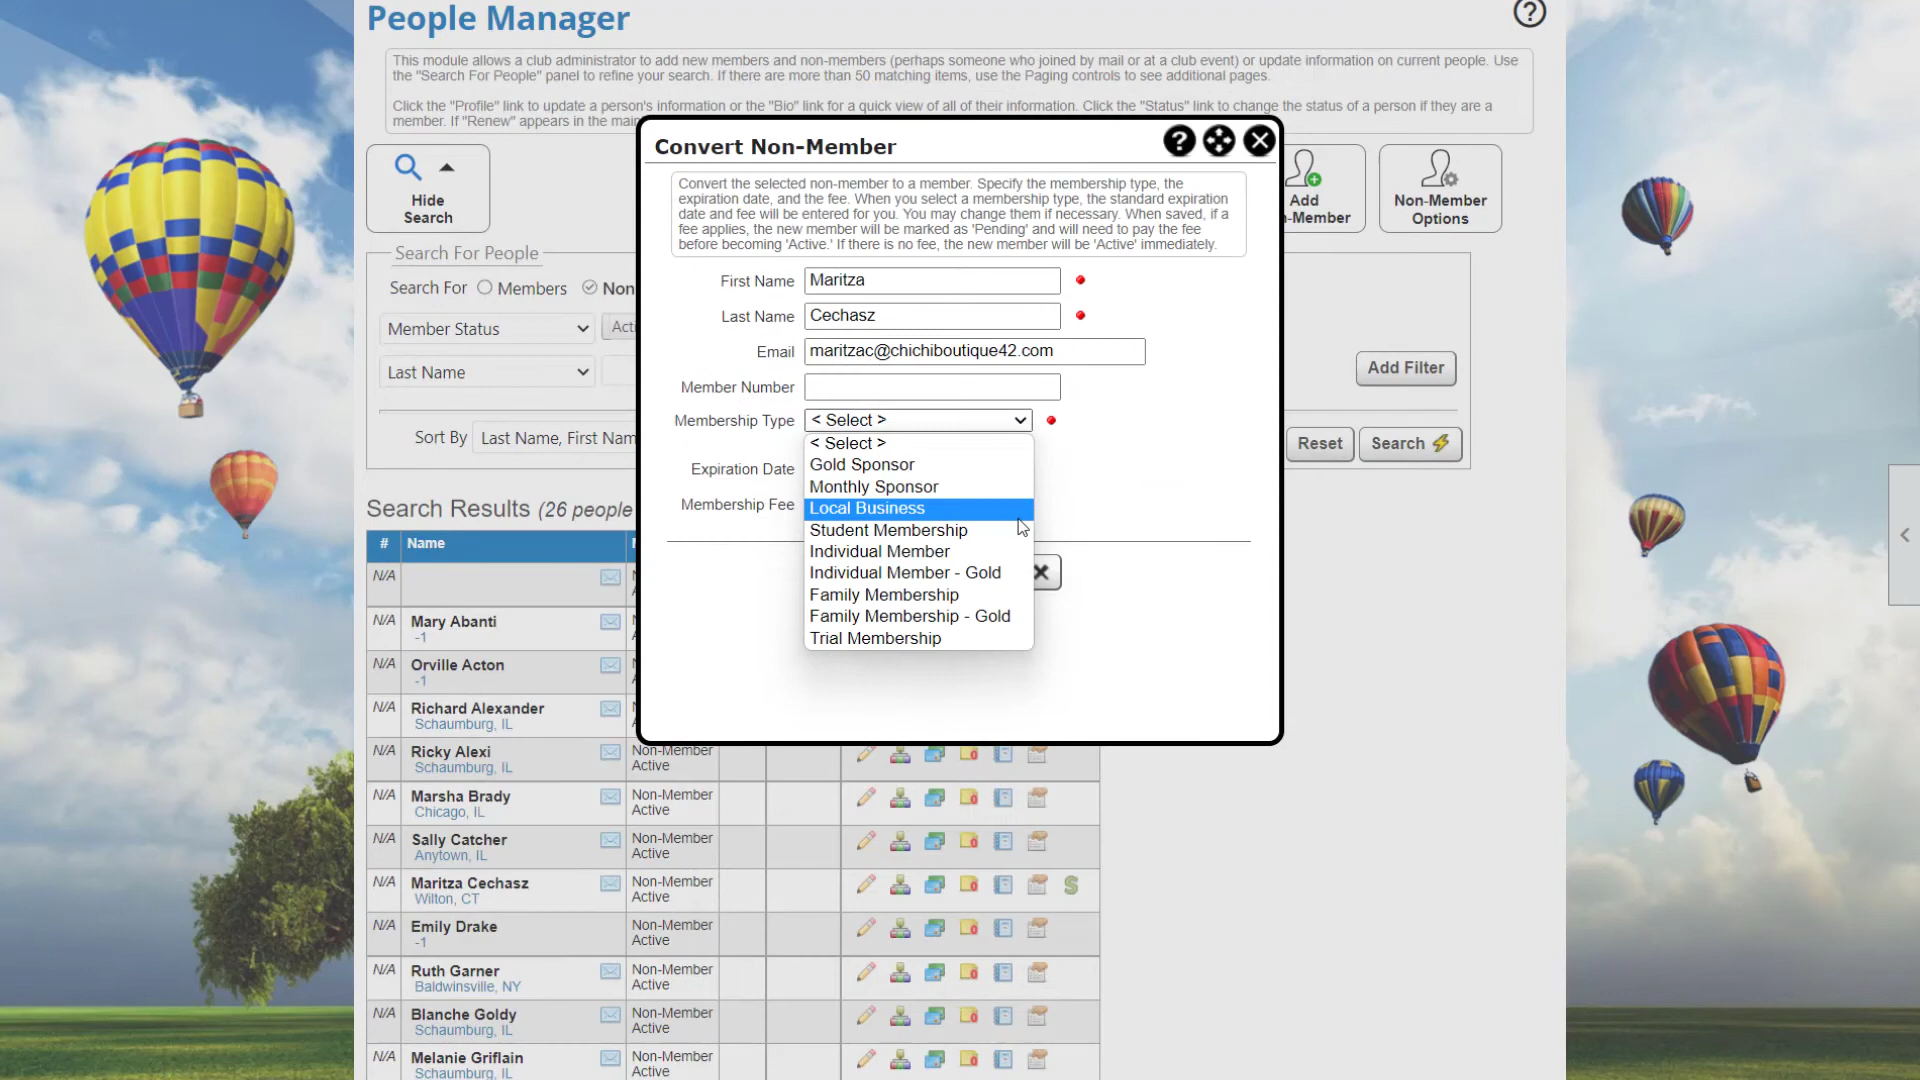 People Manager
This module allows a club administrator to add new members and non-members (perhaps someone who joined by mail or at a club event) or update information on current people. Use
the "Search For People" panel to refine your search. If there are more than 50 matching items, use the Paging controls to see additional pages.
Click the "Profile" link to update a person's information or the "Bio" link for a quick view of all of their information. Click the "Status" link to change the status of a person if they are a
member. If "Renew" appears in the main
Hide
Search
Add
-Member
Non-Member
Options
Search For People
Search For Members Non
Member Status
Acti
Last Name
Add Filter
Sort By Last Name, First Nam
Reset
Search
Convert Non-Member
Convert the selected non-member to a member. Specify the membership type, the
expiration date, and the fee. When you select a membership type, the standard expiration
date and fee will be entered for you. You may change them if necessary. When saved, if a
fee applies, the new member will be marked as 'Pending' and will need to pay the fee
before becoming 'Active.' If there is no fee, the new member will be 'Active' immediately.
First Name Maritza
Last Name Cechasz
Email maritzac@chichiboutique42.com
Member Number
Membership Type < Select >
Expiration Date
Membership Fee
< Select >
Gold Sponsor
Monthly Sponsor
Local Business
Student Membership
Individual Member
Individual Member - Gold
Family Membership
Family Membership - Gold
Trial Membership
Search Results (26 people
# Name
N/A
N/A Mary Abanti
-1
N/A Orville Acton
-1
N/A Richard Alexander
Schaumburg, IL
N/A Ricky Alexi Non-Member
Schaumburg, IL Active
N/A Marsha Brady Non-Member
Chicago, IL Active
N/A Sally Catcher Non-Member
Anytown, IL Active
N/A Maritza Cechasz Non-Member
Wilton, CT Active
N/A Emily Drake Non-Member
-1 Active
N/A Ruth Garner Non-Member
Baldwinsville, NY Active
N/A Blanche Goldy Non-Member
Schaumburg, IL Active
N/A Melanie Griflain Non-Member
Schaumburg, IL Active